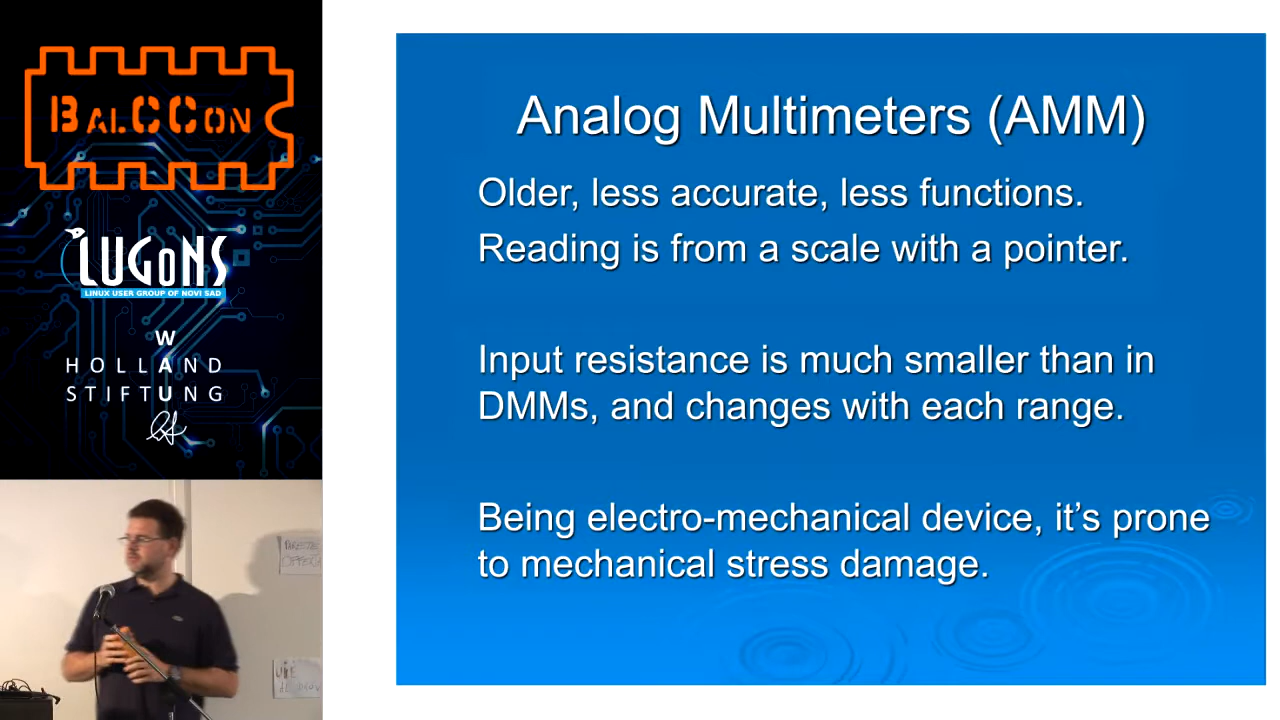 BALCCON
LUGONS
LINUX USER GROUP OF NOVI SAD
W
HOLLAND
STIFTUNG
Analog Multimeters (AMM)
Older, less accurate, less functions.
Reading is from a scale with a pointer.
Input resistance is much smaller than in
DMMs, and changes with each range.
Being electro-mechanical device, it’s prone
to mechanical stress damage.